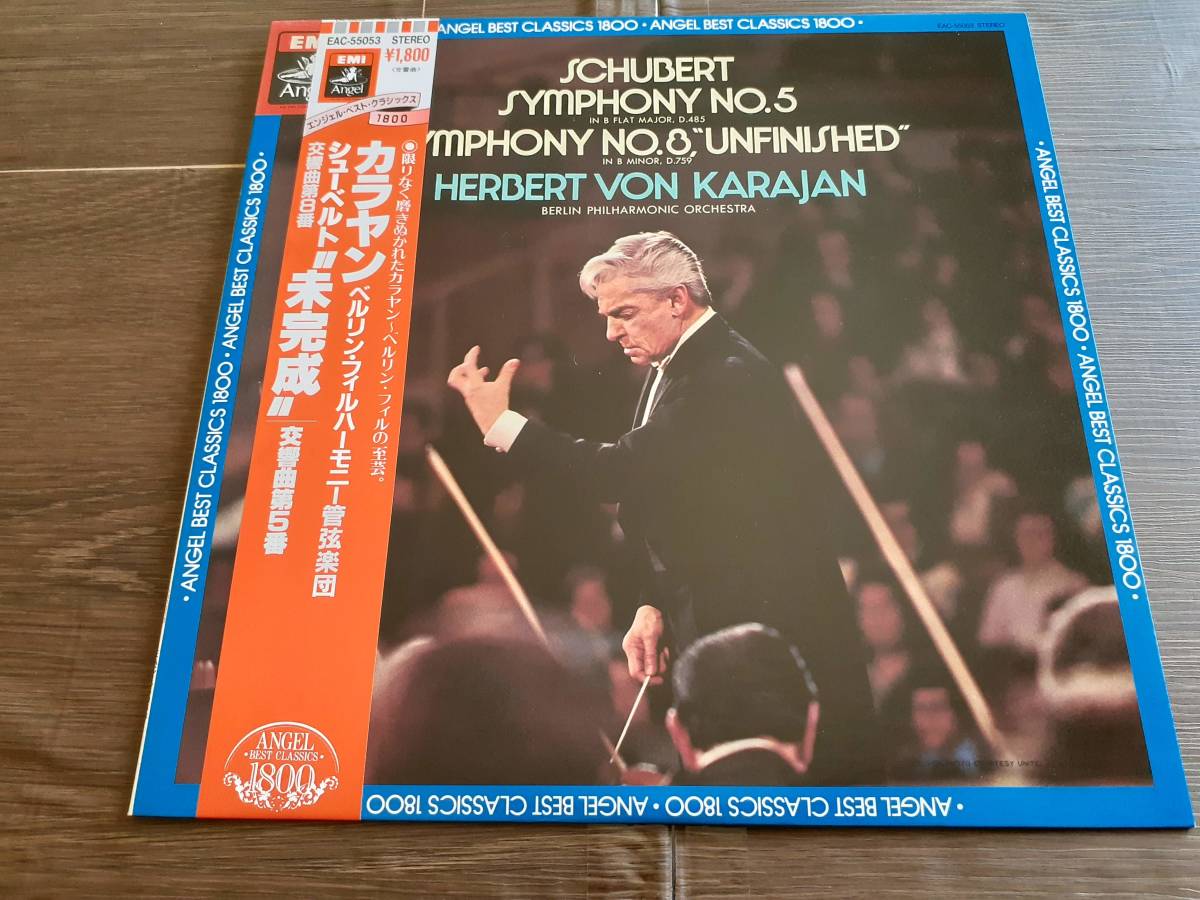 EAC-55053 STEREO
EMI
Angel
¥1,800
エンジェル・ベスト・クラシックス
1800
●限りなく磨きぬかれたカラヤン〜ベルリン・フィルの至芸。
カラヤン
ベルリン・フィルハーモニー管弦楽団
シューベルト
交響曲第8番
"未完成"
交響曲第5番
ANGEL
・BEST CLASSICS・
1800
EMI
Ang
ANGEL BEST CLASSICS 1800 • ANGEL BEST CLASSICS 1800 •
EAC-55053 STEREO
SCHUBERT
SYMPHONY NO.5
IN B FLAT MAJOR, D.485
YMPHONY NO.8, "UNFINISHED"
IN B MINOR, D.759
HERBERT VON KARAJAN
BERLIN PHILHARMONIC ORCHESTRA
• ANGEL BEST CLASSICS 1800 • ANGEL BEST CLASSICS 1800 •
• ANGEL BEST CLASSICS 1800 • ANGEL BEST CLASSICS 1800 •
• ANGEL BEST CLASSICS 1800 • ANGEL BEST CLASSICS 1800
COURTESY